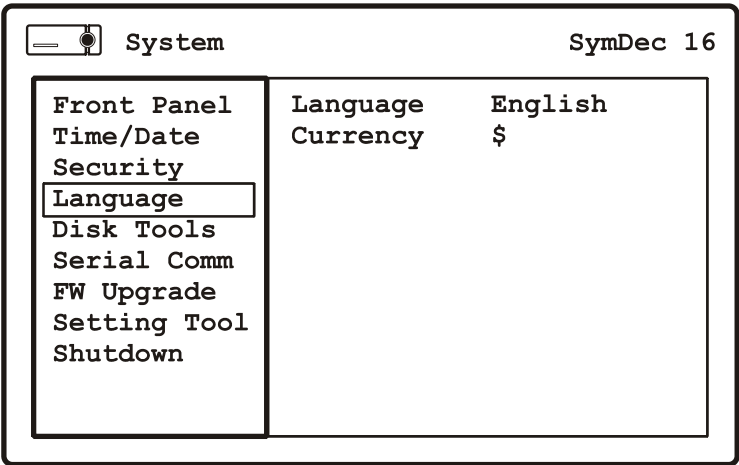 System SymDec 16
Front Panel
Time/Date
Security
Language
Disk Tools
Serial Comm
FW Upgrade
Setting Tool
Shutdown
Language English
Currency $